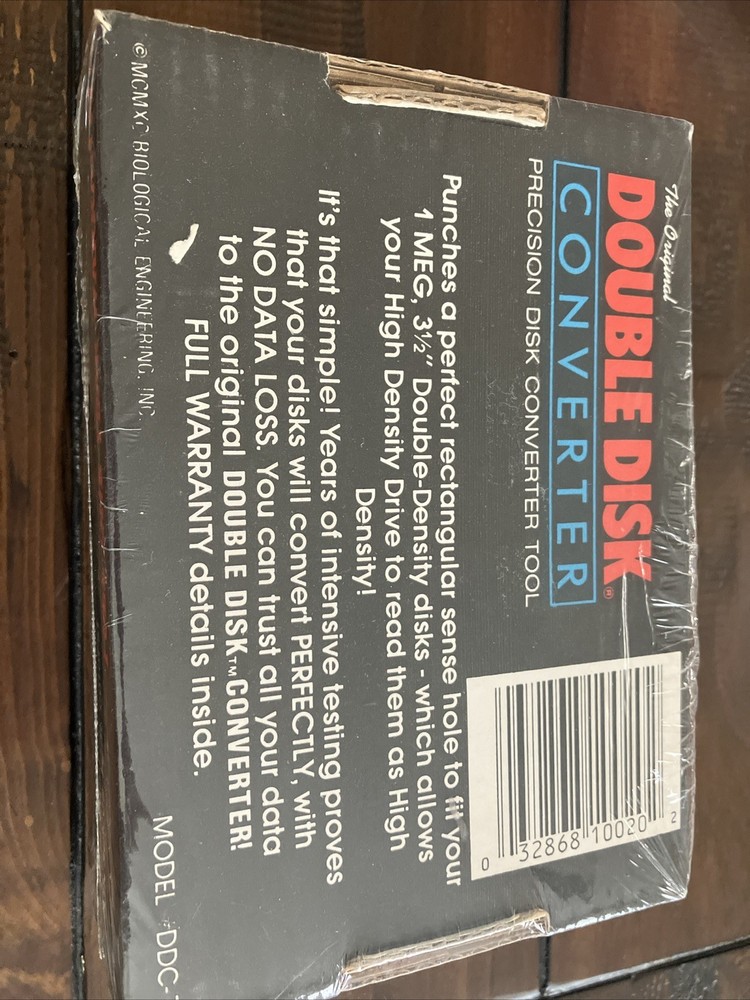 The Original
DOUBLE DISK®
CONVERTER
PRECISION DISK CONVERTER TOOL
0 32868 10020 2
Punches a perfect rectangular sense hole to fit your
1 MEG, 3½" Double-Density disks - which allows
your High Density Drive to read them as High
Density!
It's that simple! Years of intensive testing proves
that your disks will convert PERFECTLY, with
NO DATA LOSS. You can trust all your data
to the original DOUBLE DISK™ CONVERTER!
FULL WARRANTY details inside.
©MCMXC BIOLOGICAL ENGINEERING, INC.
MODEL #DDC-